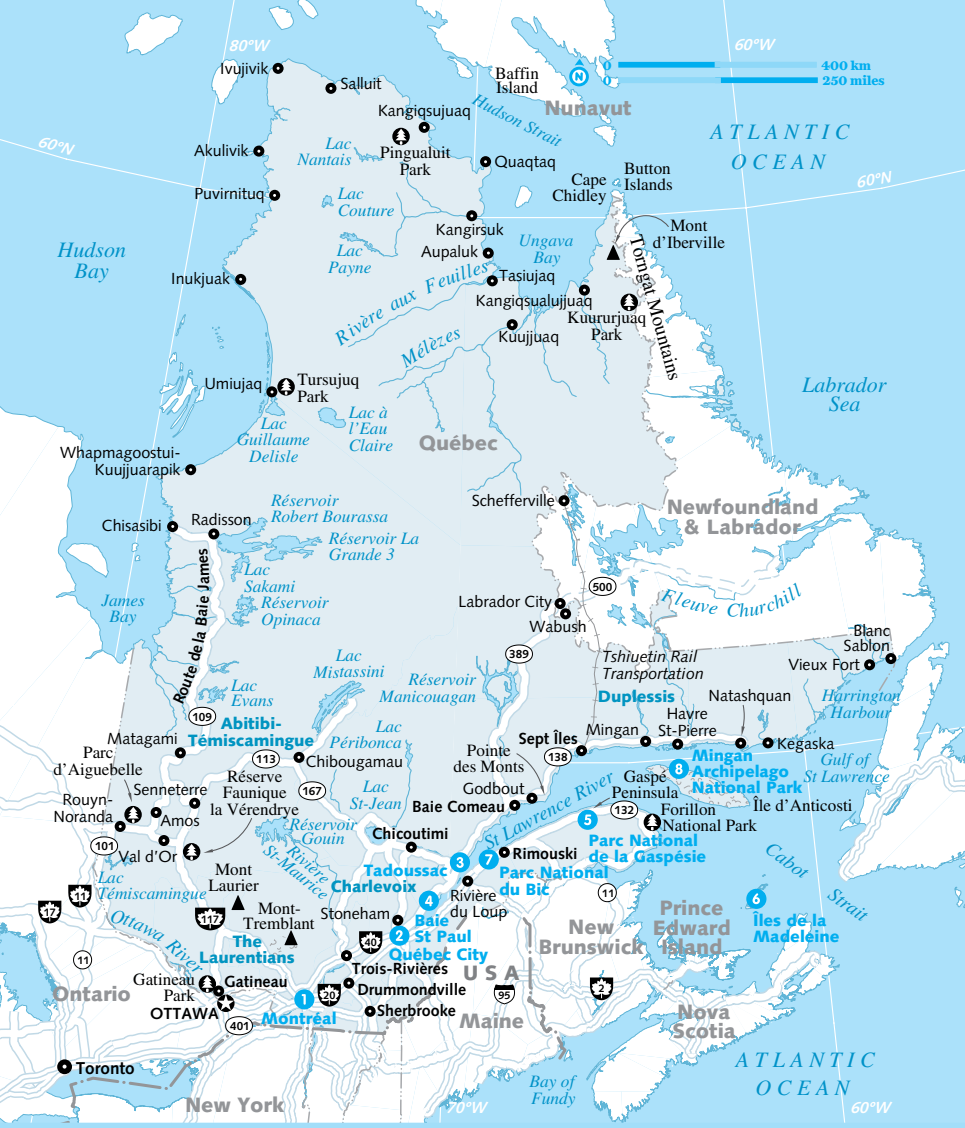 80°W
60°W
0
400 km
0
250 miles
N
Ivujivik
Salluit
Baffin
Island
Nunavut
Kangiqsujuaq
Hudson Strait
ATLANTIC
OCEAN
60°N
Akulivik
Lac
Nantais
Pingualuit
Park
Quaqtaq
Button
Islands
Cape
Chidley
60°N
Puvirnituq
Lac
Couture
Kangirsuk
Mont
d'Iberville
Hudson
Bay
Lac
Payne
Aupaluk
Ungava
Bay
Torngat Mountains
Inukjuak
Rivère aux Feuilles
Tasiujaq
Kangiqsualujjuaq
Kuururjuaq
Park
Mélèzes
Kuujjuaq
Umiujaq
Tursujuq
Park
Labrador
Sea
Lac
Guillaume
Delisle
Lac à
l'Eau
Claire
Québec
Whapmagoostui-
Kuujjuarapik
Schefferville
Newfoundland
& Labrador
Chisasibi
Radisson
Réservoir
Robert Bourassa
Réservoir La
Grande 3
Lac
Sakami
Réservoir
Opinaca
James
Bay
Route de la Baie James
500
Fleuve Churchill
Labrador City
Wabush
389
Blanc
Sablon
Vieux Fort
Lac
Mistassini
Réservoir
Manicouagan
Tshiuetin Rail
Transportation
Duplessis
Natashquan
Harrington
Harbour
Lac
Evans
109
Abitibi-
Témiscamingue
Lac
Péribonca
Havre
St-Pierre
Mingan
Sept Îles
Kegaska
Matagami
113
Chibougamau
138
Gulf of
St Lawrence
8
Mingan
Archipelago
National Park
Parc
d'Aiguebelle
Réserve
Faunique
la Vérendrye
167
Lac
St-Jean
Pointe
des Monts
Godbout
Baie Comeau
St Lawrence River
Gaspé
Peninsula
Île d'Anticosti
Senneterre
Rouyn-
Noranda
Amos
101
Val d'Or
Réservoir
Gouin
Chicoutimi
132
Forillon
National Park
5
Parc National
de la Gaspésie
Rivière
St-Maurice
3
Tadoussac
7
Rimouski
Parc National
du Bic
Cabot Strait
Lac
Témiscamingue
Mont
Laurier
Charlevoix
4
Rivière
du Loup
11
11
17
117
Mont-
Tremblant
Stoneham
Baie
St Paul
6
Îles de la
Madeleine
Ottawa River
The
Laurentians
40
2
Québec City
New
Brunswick
Prince
Edward
Island
11
Ontario
Gatineau
Park
Gatineau
OTTAWA
Trois-Rivières
20
Drummondville
USA
95
2
1
Montréal
401
Sherbrooke
Maine
Nova
Scotia
Toronto
New York
70°W
Bay of
Fundy
ATLANTIC
OCEAN
60°W